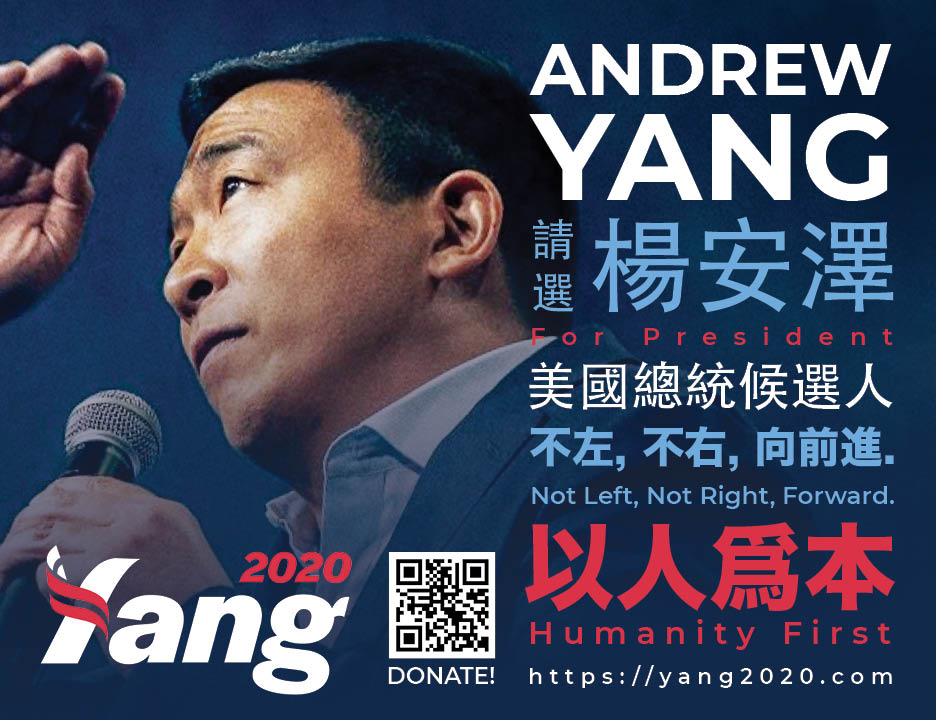 ANDREW
YANG
請選 楊安澤
For President
美國總統候選人
不左, 不右, 向前進.
Not Left, Not Right, Forward.
以人爲本
Humanity First
https://yang2020.com
2020
Yang
DONATE!